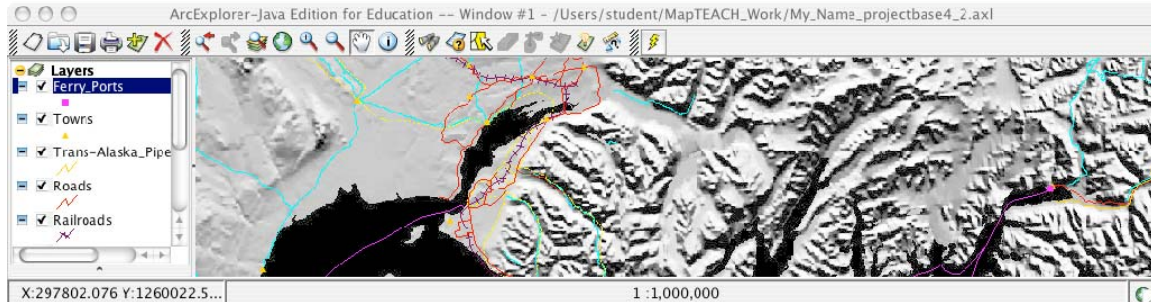 ArcExplorer-Java Edition for Education -- Window #1 - /Users/student/MapTEACH_Work/My_Name_projectbase4_2.axl
Layers
Ferry_Ports
Towns
Trans-Alaska_Pipe
Roads
Railroads
X:297802.076 Y:1260022.5... 1 :1,000,000